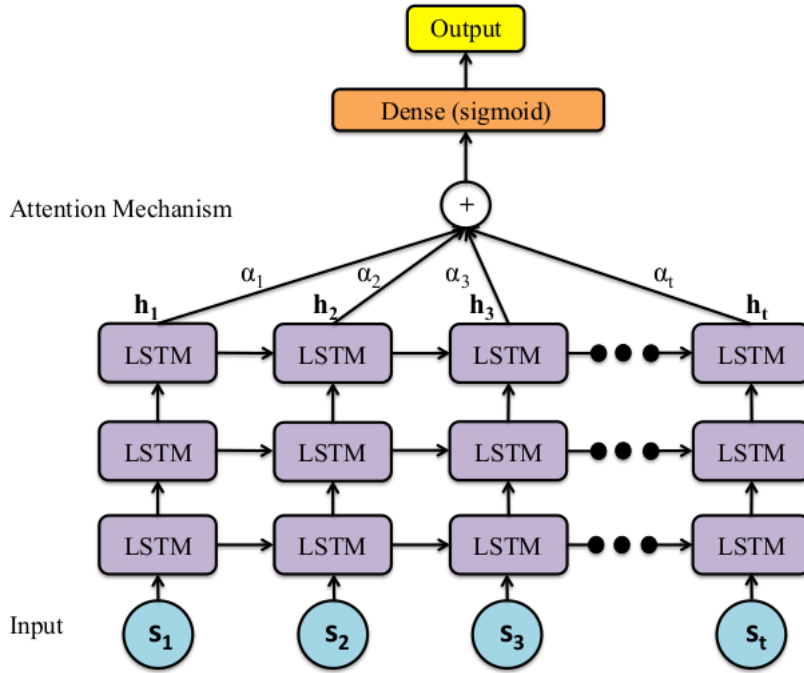 Output
Dense (sigmoid)
Attention Mechanism
+
α1 α2 α3 αt
h1 h2 h3 ht
LSTM LSTM LSTM LSTM
LSTM LSTM LSTM LSTM
LSTM LSTM LSTM LSTM
Input S1 S2 S3 St